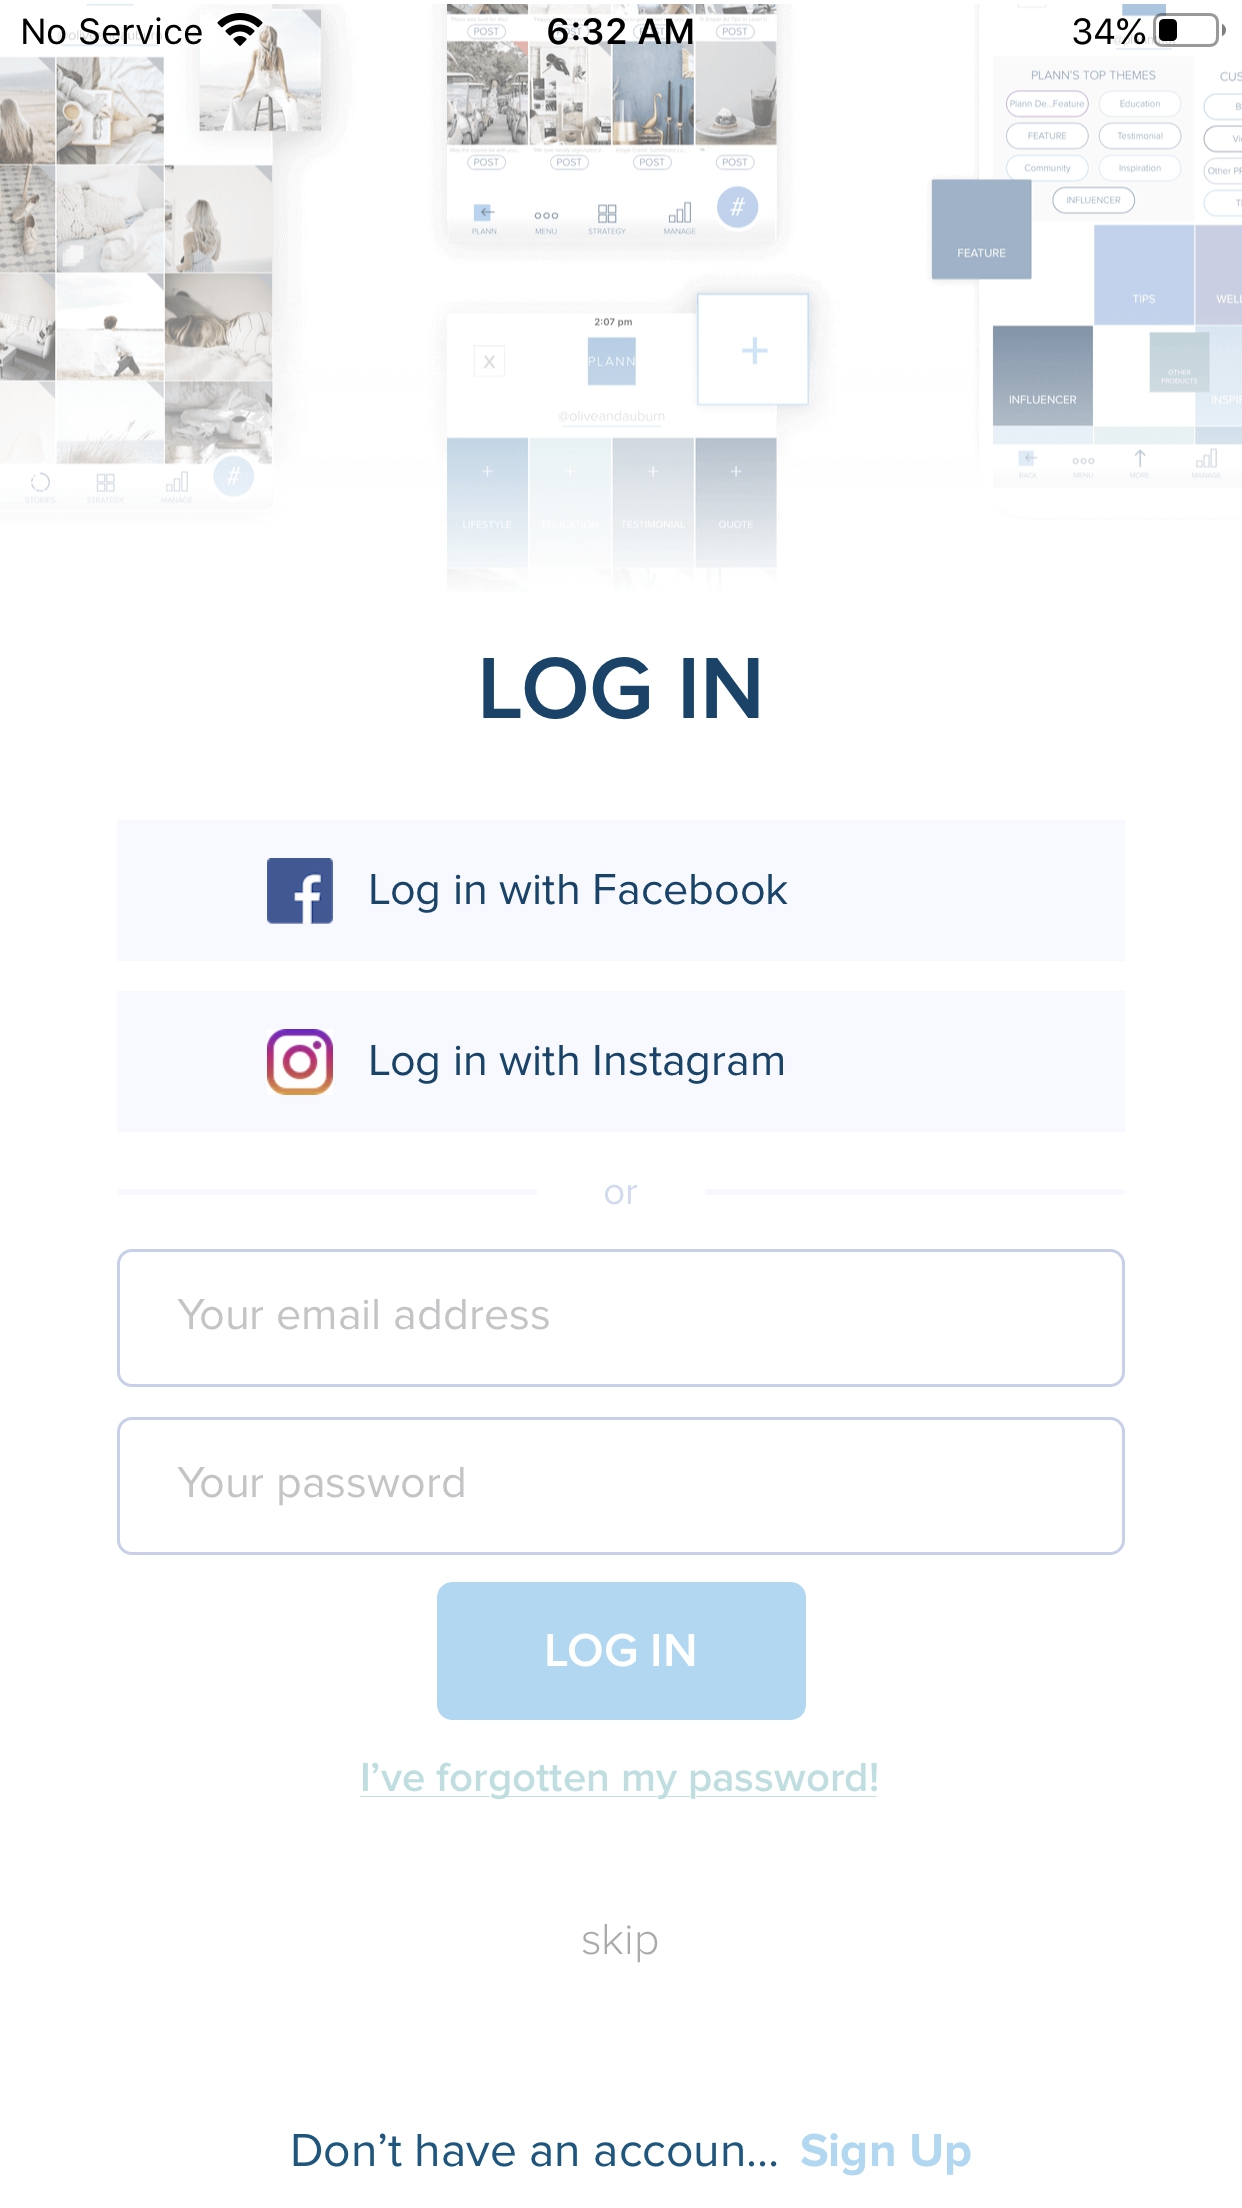 No Service
6:32 AM
34%
POST
POST
POST
POST
POST
POST
PLANN
MENU
STRATEGY
MANAGE
#
PLANN'S TOP THEMES
CUS
Plann De...Feature
Education
FEATURE
Testimonial
Community
Inspiration
Other PR
INFLUENCER
FEATURE
TIPS
WELL
INFLUENCER
OTHER
PRODUCTS
INSPIR
BACK
MENU
MORE
MANAGE
2:07 pm
X
PLANN
+
@oliveandauburn
+
+
+
+
LIFESTYLE
EDUCATION
TESTIMONIAL
QUOTE
STORIES
STRATEGY
MANAGE
#
LOG IN
Log in with Facebook
Log in with Instagram
or
Your email address
Your password
LOG IN
I've forgotten my password!
skip
Don't have an accoun... Sign Up